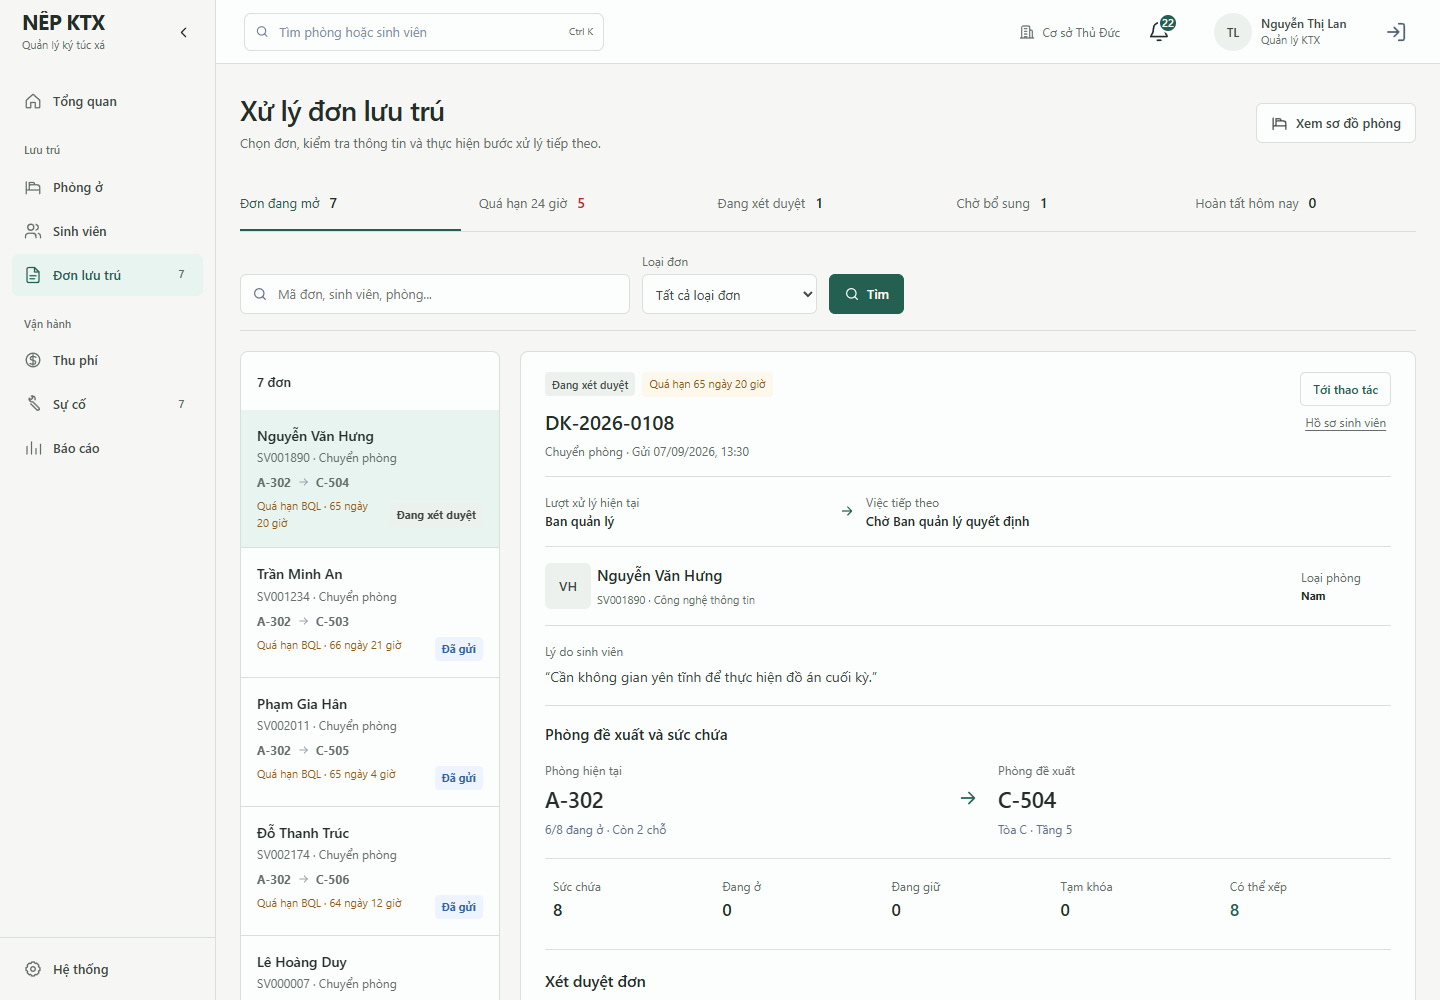 NẾP KTX
Quản lý ký túc xá
Tổng quan
Lưu trú
Phòng ở
Sinh viên
Đơn lưu trú 7
Vận hành
Thu phí
Sự cố 7
Báo cáo
Hệ thống
Tìm phòng hoặc sinh viên Ctrl K
Cơ sở Thủ Đức
22
TL
Nguyễn Thị Lan
Quản lý KTX
Xử lý đơn lưu trú
Chọn đơn, kiểm tra thông tin và thực hiện bước xử lý tiếp theo.
Xem sơ đồ phòng
Đơn đang mở 7
Quá hạn 24 giờ 5
Đang xét duyệt 1
Chờ bổ sung 1
Hoàn tất hôm nay 0
Loại đơn
Mã đơn, sinh viên, phòng...
Tất cả loại đơn
Tìm
7 đơn
Nguyễn Văn Hưng
SV001890 · Chuyển phòng
A-302 → C-504
Quá hạn BQL · 65 ngày
20 giờ
Đang xét duyệt
Trần Minh An
SV001234 · Chuyển phòng
A-302 → C-503
Quá hạn BQL · 66 ngày 21 giờ
Đã gửi
Phạm Gia Hân
SV002011 · Chuyển phòng
A-302 → C-505
Quá hạn BQL · 65 ngày 4 giờ
Đã gửi
Đỗ Thanh Trúc
SV002174 · Chuyển phòng
A-302 → C-506
Quá hạn BQL · 64 ngày 12 giờ
Đã gửi
Lê Hoàng Duy
SV000007 · Chuyển phòng
Đang xét duyệt
Quá hạn 65 ngày 20 giờ
DK-2026-0108
Chuyển phòng · Gửi 07/09/2026, 13:30
Tới thao tác
Hồ sơ sinh viên
Lượt xử lý hiện tại
Ban quản lý
→
Việc tiếp theo
Chờ Ban quản lý quyết định
VH
Nguyễn Văn Hưng
SV001890 · Công nghệ thông tin
Loại phòng
Nam
Lý do sinh viên
“Cần không gian yên tĩnh để thực hiện đồ án cuối kỳ.”
Phòng đề xuất và sức chứa
Phòng hiện tại
A-302
6/8 đang ở · Còn 2 chỗ
→
Phòng đề xuất
C-504
Tòa C · Tầng 5
Sức chứa
8
Đang ở
0
Đang giữ
0
Tạm khóa
0
Có thể xếp
8
Xét duyệt đơn